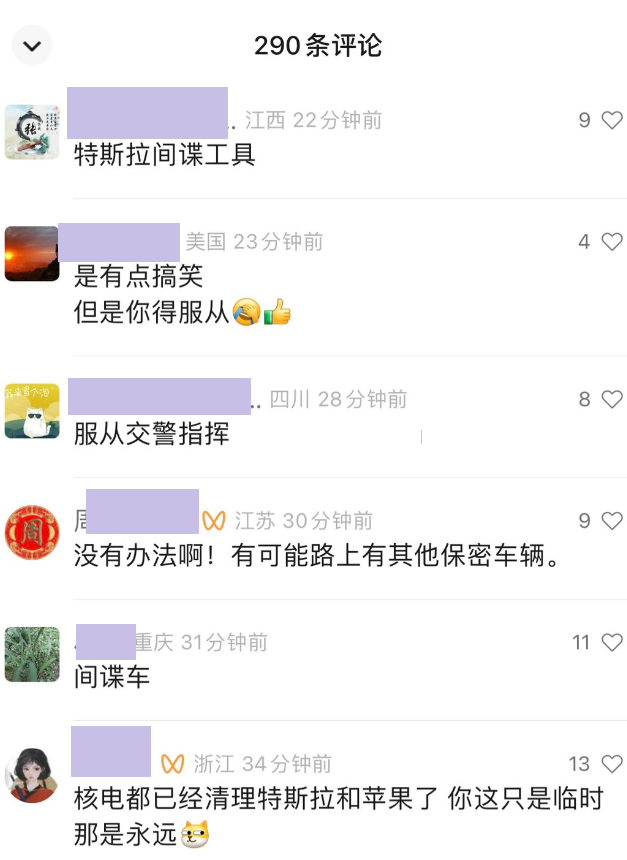 290条评论
江西 22分钟前
9
特斯拉间谍工具
美国 23分钟前
4
是有点搞笑
但是你得服从🤣👍
四川 28分钟前
8
服从交警指挥
周
江苏 30分钟前
9
没有办法啊！有可能路上有其他保密车辆。
重庆 31分钟前
11
间谍车
浙江 34分钟前
13
核电都已经清理特斯拉和苹果了 你这只是临时
那是永远